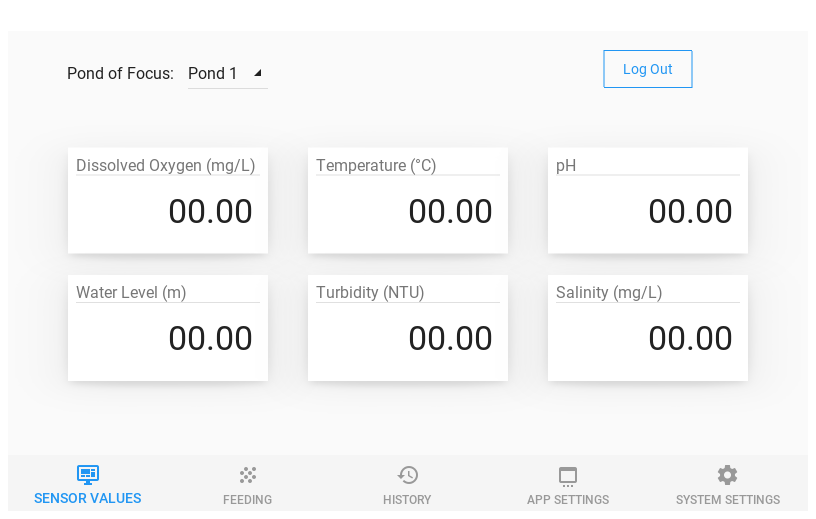 Pond of Focus: Pond 1
Log Out
Dissolved Oxygen (mg/L)
00.00
Temperature (°C)
00.00
pH
00.00
Water Level (m)
00.00
Turbidity (NTU)
00.00
Salinity (mg/L)
00.00
SENSOR VALUES
FEEDING
HISTORY
APP SETTINGS
SYSTEM SETTINGS